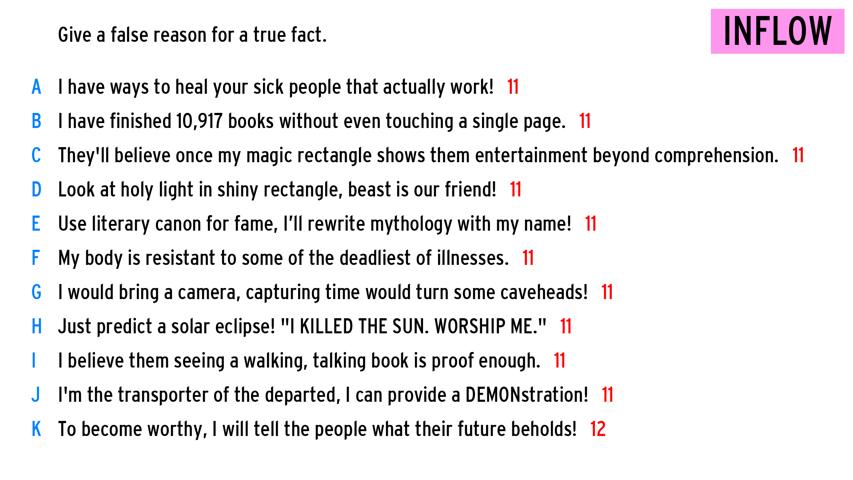 Give a false reason for a true fact.
INFLOW
A I have ways to heal your sick people that actually work! 11
B I have finished 10,917 books without even touching a single page. 11
C They'll believe once my magic rectangle shows them entertainment beyond comprehension. 11
D Look at holy light in shiny rectangle, beast is our friend! 11
E Use literary canon for fame, I’ll rewrite mythology with my name! 11
F My body is resistant to some of the deadliest of illnesses. 11
G I would bring a camera, capturing time would turn some caveheads! 11
H Just predict a solar eclipse! "I KILLED THE SUN. WORSHIP ME." 11
I I believe them seeing a walking, talking book is proof enough. 11
J I'm the transporter of the departed, I can provide a DEMONstration! 11
K To become worthy, I will tell the people what their future beholds! 12